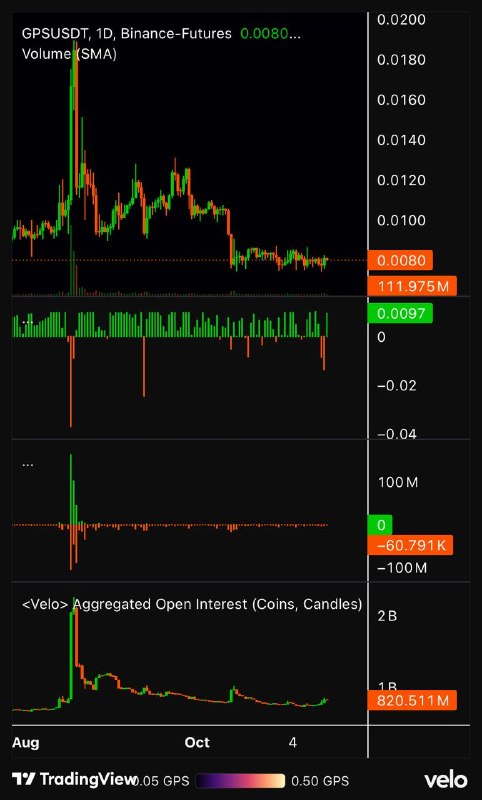 GPSUSDT, 1D, Binance-Futures 0.0080...
Volume (SMA)
0.0200
0.0180
0.0160
0.0140
0.0120
0.0100
0.0080
111.975M
...
0.0097
0
−0.02
−0.04
...
100M
0
−60.791K
−100M
<Velo> Aggregated Open Interest (Coins, Candles)
2B
1B
820.511M
Aug Oct 4
TradingView 0.05 GPS 0.50 GPS velo